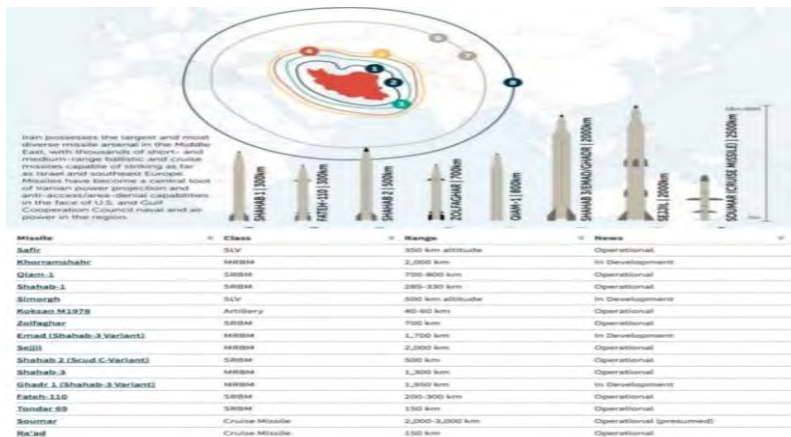 Iran possesses the largest and most
diverse missile arsenal in the Middle
East, with thousands of short- and
medium-range ballistic and cruise
missiles capable of striking as far
as Israel and southeast Europe.
Missiles have become a central tool
of Iranian power projection and
anti-access/area-denial capabilities
in the face of U.S. and Gulf
Cooperation Council naval and air
power in the region.
4
1
2
3
8
SHAHAB 1 | 300km
FATEH-110 | 300km
SHAHAB 2 | 500km
ZOLFAGHAR | 700km
QIAM-1 | 800km
SHAHAB 3/EMAD/GHADR | 2000km
SEJJIL | 2000km
SOUMAR (CRUISE MISSILE) | 2500km
Missile Class Range News
Safir SLV 350 km altitude Operational
Khorramshahr MRBM 2,000 km In Development
Qiam-1 SRBM 700-800 km Operational
Shahab-1 SRBM 285-330 km Operational
Simorgh SLV 500 km altitude In Development
Koksan M1978 Artillery 40-60 km Operational
Zolfaghar SRBM 700 km Operational
Emad (Shahab-3 Variant) MRBM 1,700 km In Development
Sejjil MRBM 2,000 km Operational
Shahab 2 (Scud C-Variant) SRBM 500 km Operational
Shahab-3 MRBM 1,300 km Operational
Ghadr 1 (Shahab-3 Variant) MRBM 1,950 km In Development
Fateh-110 SRBM 200-300 km Operational
Tondar 69 SRBM 150 km Operational
Soumar Cruise Missile 2,000-3,000 km Operational (presumed)
Ra'ad Cruise Missile 150 km Operational